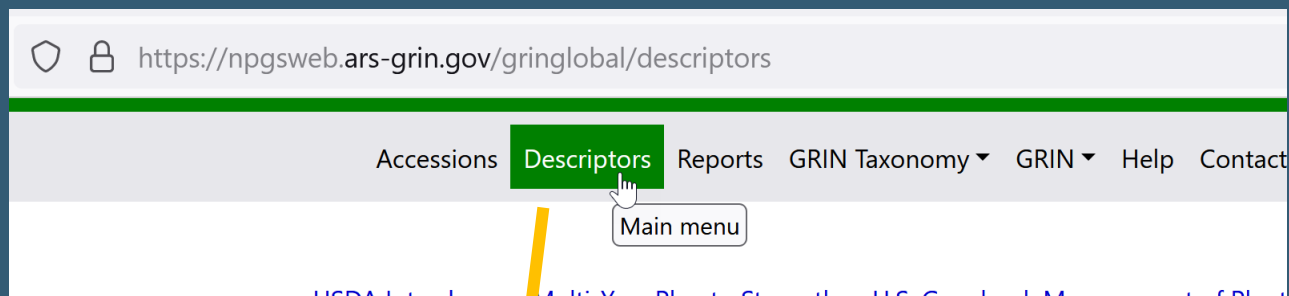 https://npgsweb.ars-grin.gov/gringlobal/descriptors
Accessions Descriptors Reports GRIN Taxonomy GRIN Help Contact
Main menu